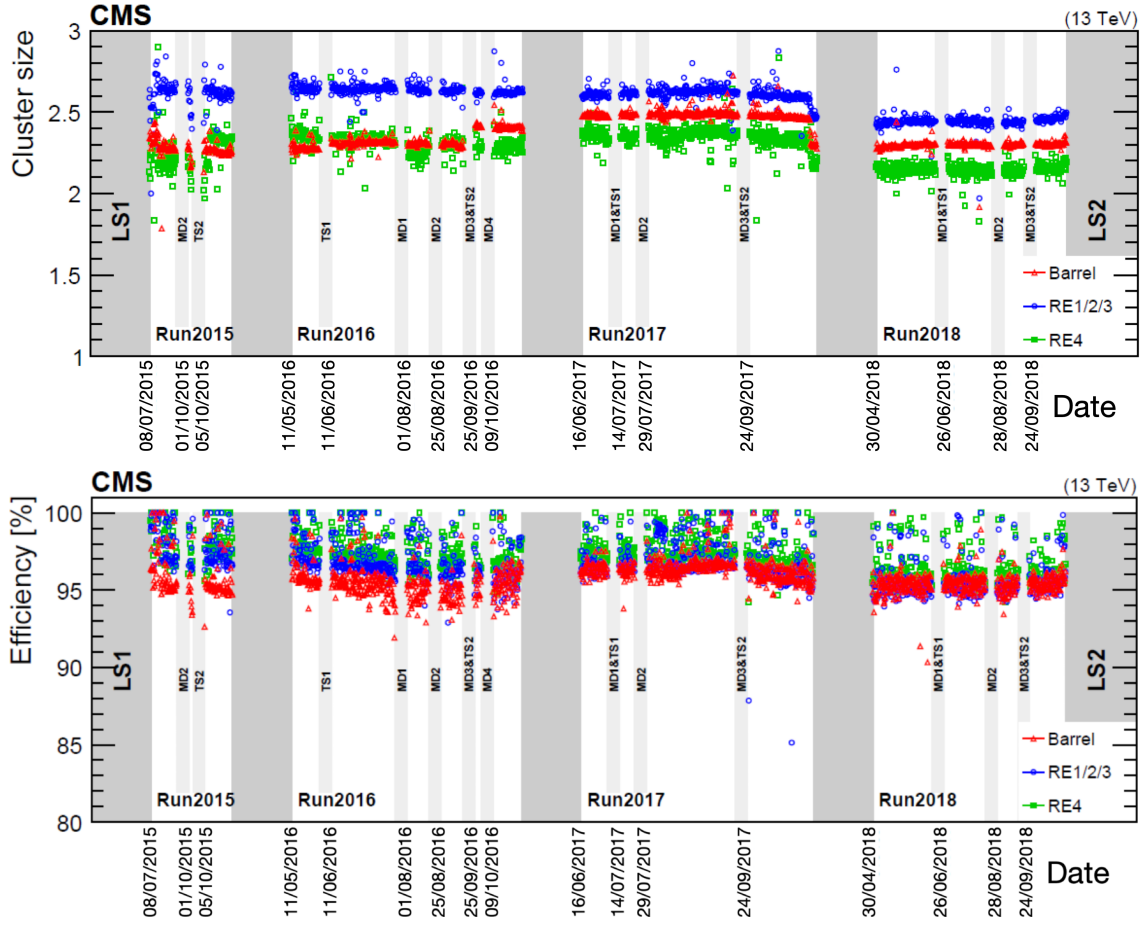 CMS (13 TeV)
Cluster size
3
2.5
2
1.5
1
LS1
MD2
TS2
TS1
MD1
MD2
MD3&TS2
MD4
MD1&TS1
MD2
MD3&TS2
MD1&TS1
MD2
MD3&TS2
LS2
Barrel
RE1/2/3
RE4
Run2015 Run2016 Run2017 Run2018
08/07/2015
01/10/2015
05/10/2015
11/05/2016
11/06/2016
01/08/2016
25/08/2016
25/09/2016
09/10/2016
16/06/2017
14/07/2017
29/07/2017
24/09/2017
30/04/2018
26/06/2018
28/08/2018
24/09/2018
Date
CMS (13 TeV)
Efficiency [%]
100
95
90
85
80
LS1
MD2
TS2
TS1
MD1
MD2
MD3&TS2
MD4
MD1&TS1
MD2
MD3&TS2
MD1&TS1
MD2
MD3&TS2
LS2
Barrel
RE1/2/3
RE4
Run2015 Run2016 Run2017 Run2018
08/07/2015
01/10/2015
05/10/2015
11/05/2016
11/06/2016
01/08/2016
25/08/2016
25/09/2016
09/10/2016
16/06/2017
14/07/2017
29/07/2017
24/09/2017
30/04/2018
26/06/2018
28/08/2018
24/09/2018
Date